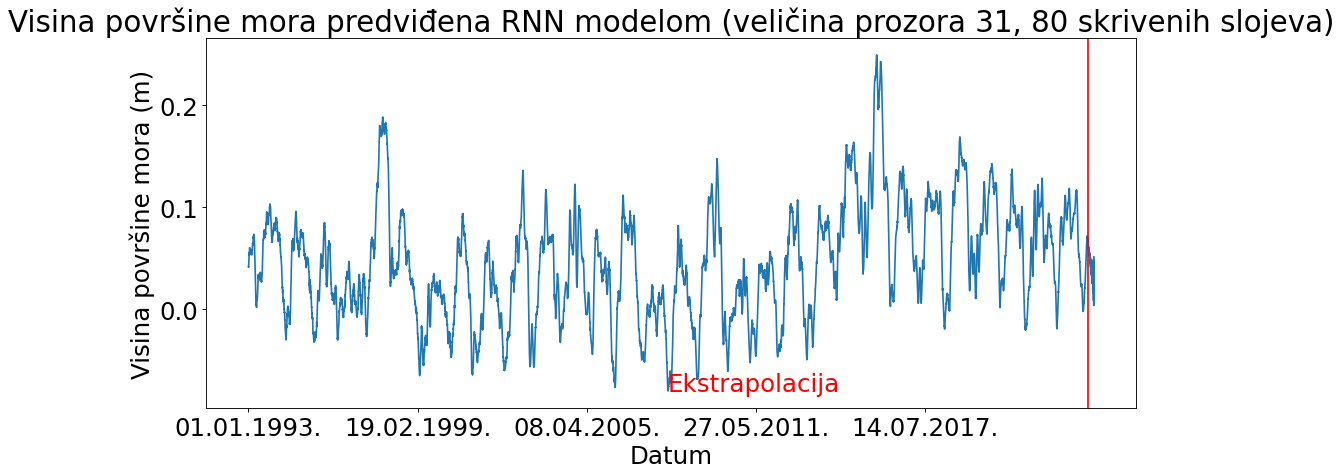 Visina površine mora predviđena RNN modelom (veličina prozora 31, 80 skrivenih slojeva)
Visina površine mora (m)
0.2
0.1
0.0
Ekstrapolacija
01.01.1993. 19.02.1999. 08.04.2005. 27.05.2011. 14.07.2017.
Datum